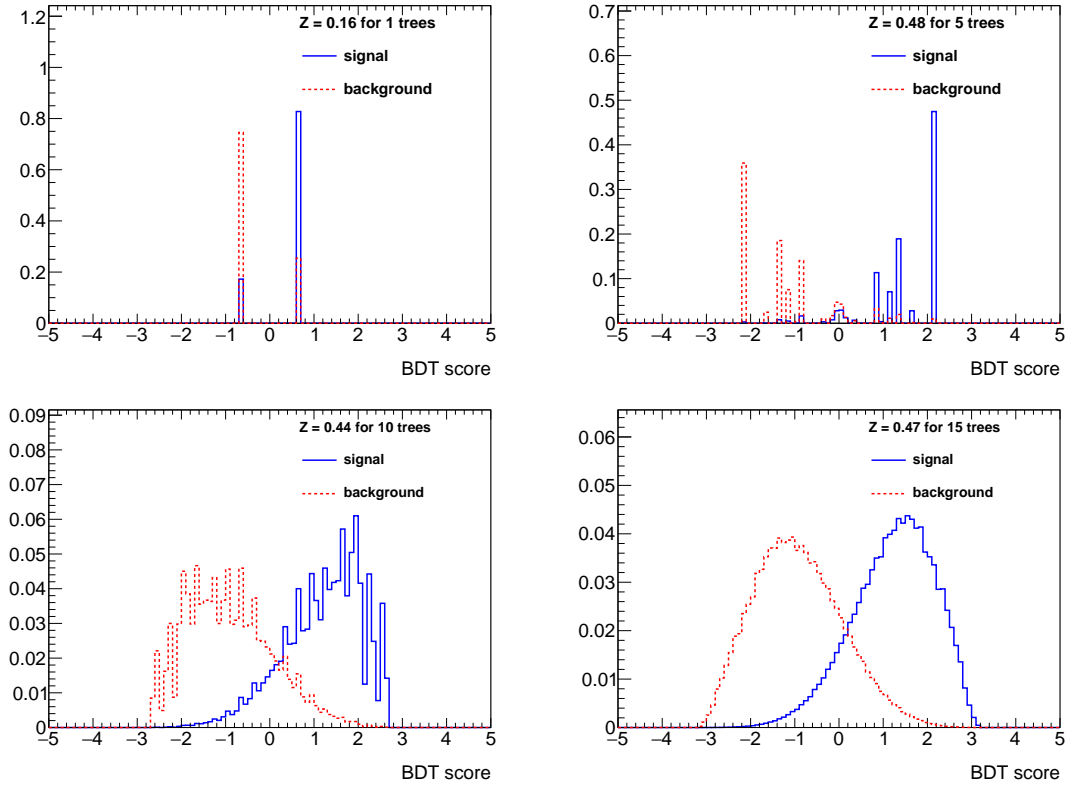 Z = 0.16 for 1 trees
signal
background
1.2
1
0.8
0.6
0.4
0.2
0
−5 −4 −3 −2 −1 0 1 2 3 4 5
BDT score
Z = 0.48 for 5 trees
signal
background
0.7
0.6
0.5
0.4
0.3
0.2
0.1
0
−5 −4 −3 −2 −1 0 1 2 3 4 5
BDT score
Z = 0.44 for 10 trees
signal
background
0.09
0.08
0.07
0.06
0.05
0.04
0.03
0.02
0.01
0
−5 −4 −3 −2 −1 0 1 2 3 4 5
BDT score
Z = 0.47 for 15 trees
signal
background
0.06
0.05
0.04
0.03
0.02
0.01
0
−5 −4 −3 −2 −1 0 1 2 3 4 5
BDT score